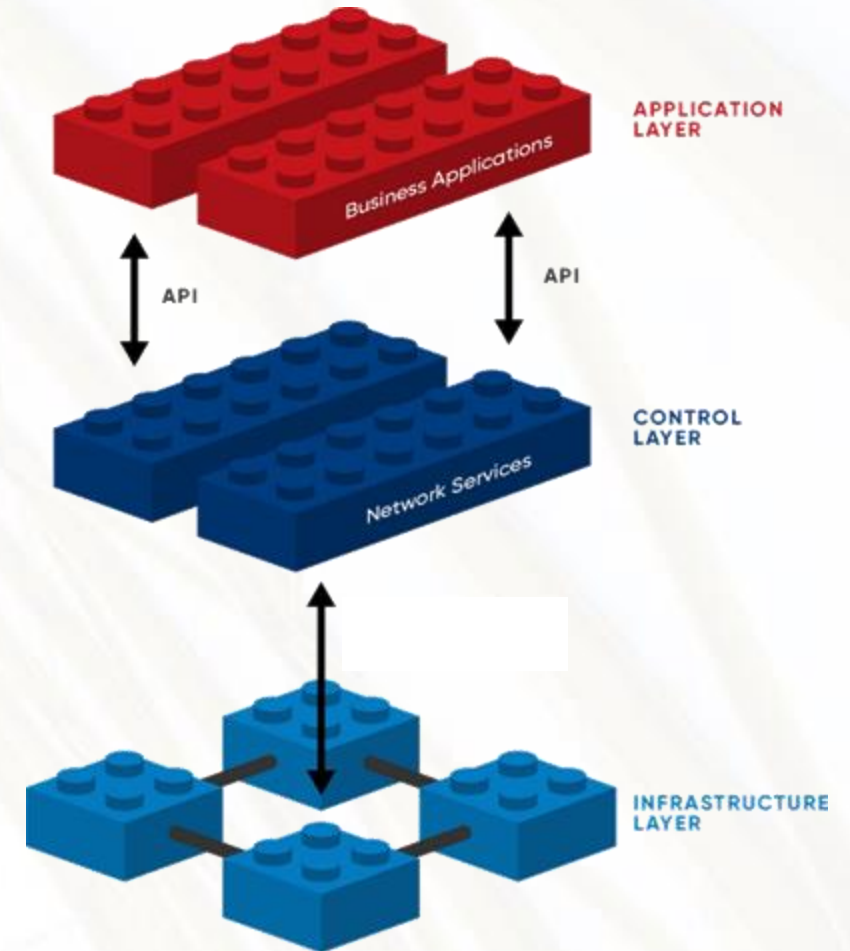 APPLICATION
LAYER
Business Applications
API
API
CONTROL
LAYER
Network Services
INFRASTRUCTURE
LAYER